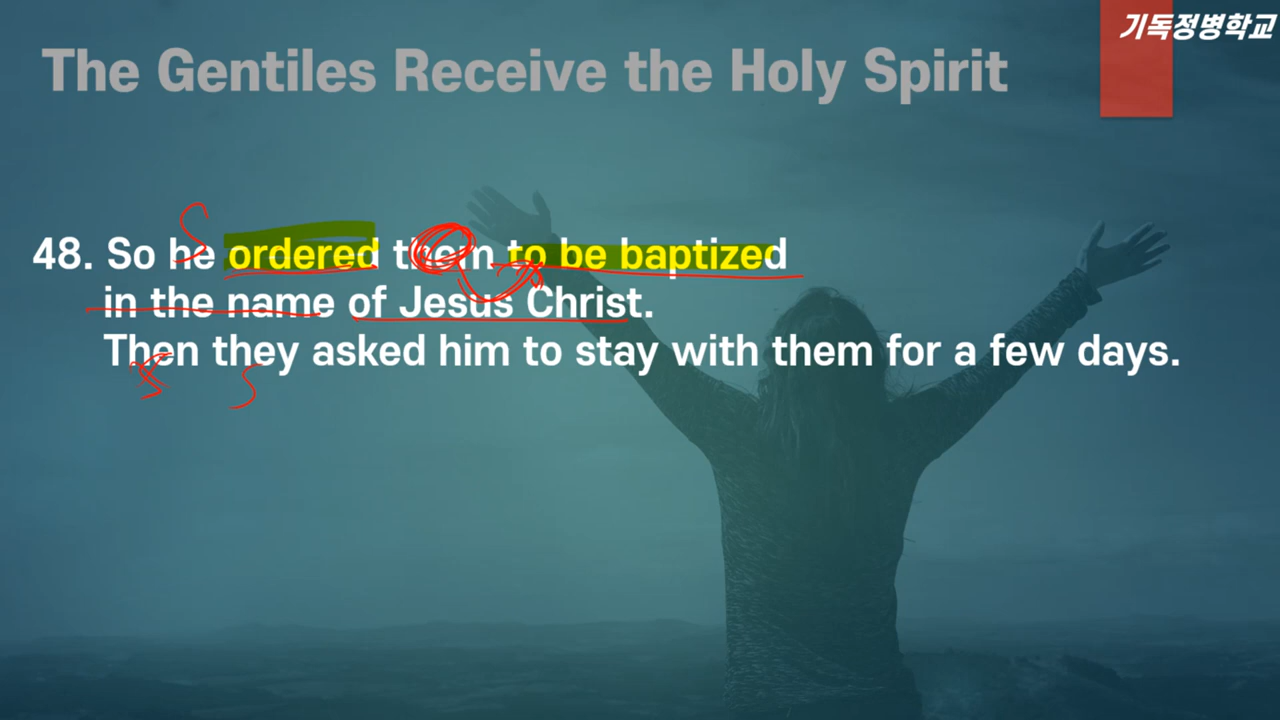 기독정병학교
The Gentiles Receive the Holy Spirit
S
48. So he ordered them to be baptized
in the name of Jesus Christ.
Then they asked him to stay with them for a few days.
S